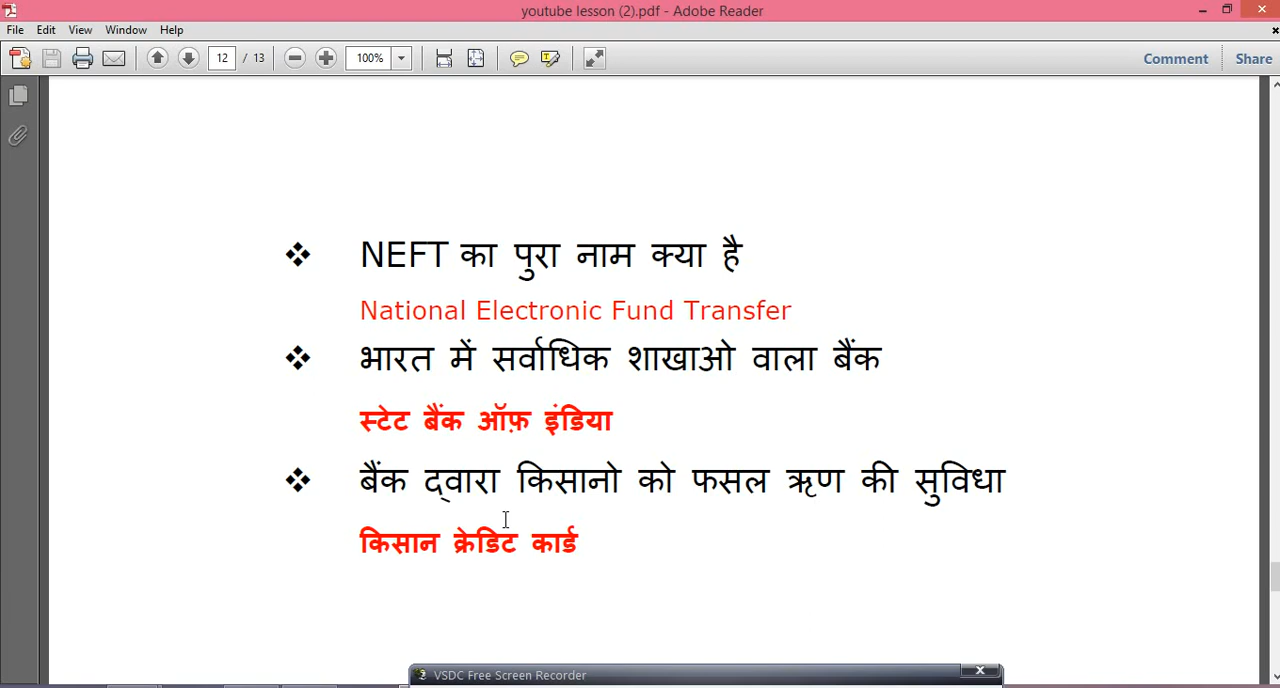 youtube lesson (2).pdf - Adobe Reader
File Edit View Window Help
12 / 13 100% Comment Share
NEFT का पुरा नाम क्या है
National Electronic Fund Transfer
भारत में सर्वाधिक शाखाओ वाला बैंक
स्टेट बैंक ऑफ़ इंडिया
बैंक द्वारा किसानो को फसल ऋण की सुविधा
किसान क्रेडिट कार्ड
VSDC Free Screen Recorder